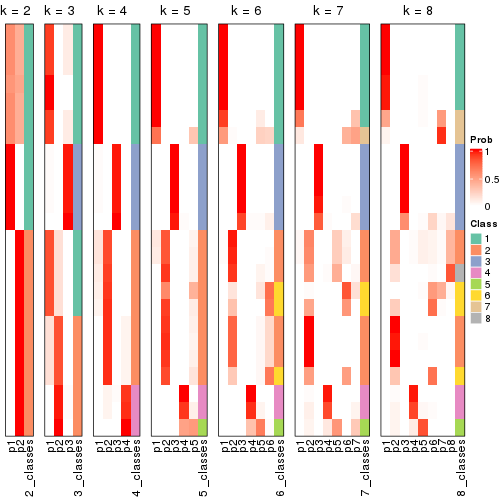 k = 2 k = 3 k = 4 k = 5 k = 6 k = 7 k = 8
Prob
1
0.5
0
Class
1
2
3
4
5
6
7
8
p1 p2 2_classes
p1 p2 p3 3_classes
p1 p2 p3 p4 4_classes
p1 p2 p3 p4 p5 5_classes
p1 p2 p3 p4 p5 p6 6_classes
p1 p2 p3 p4 p5 p6 p7 7_classes
p1 p2 p3 p4 p5 p6 p7 p8 8_classes